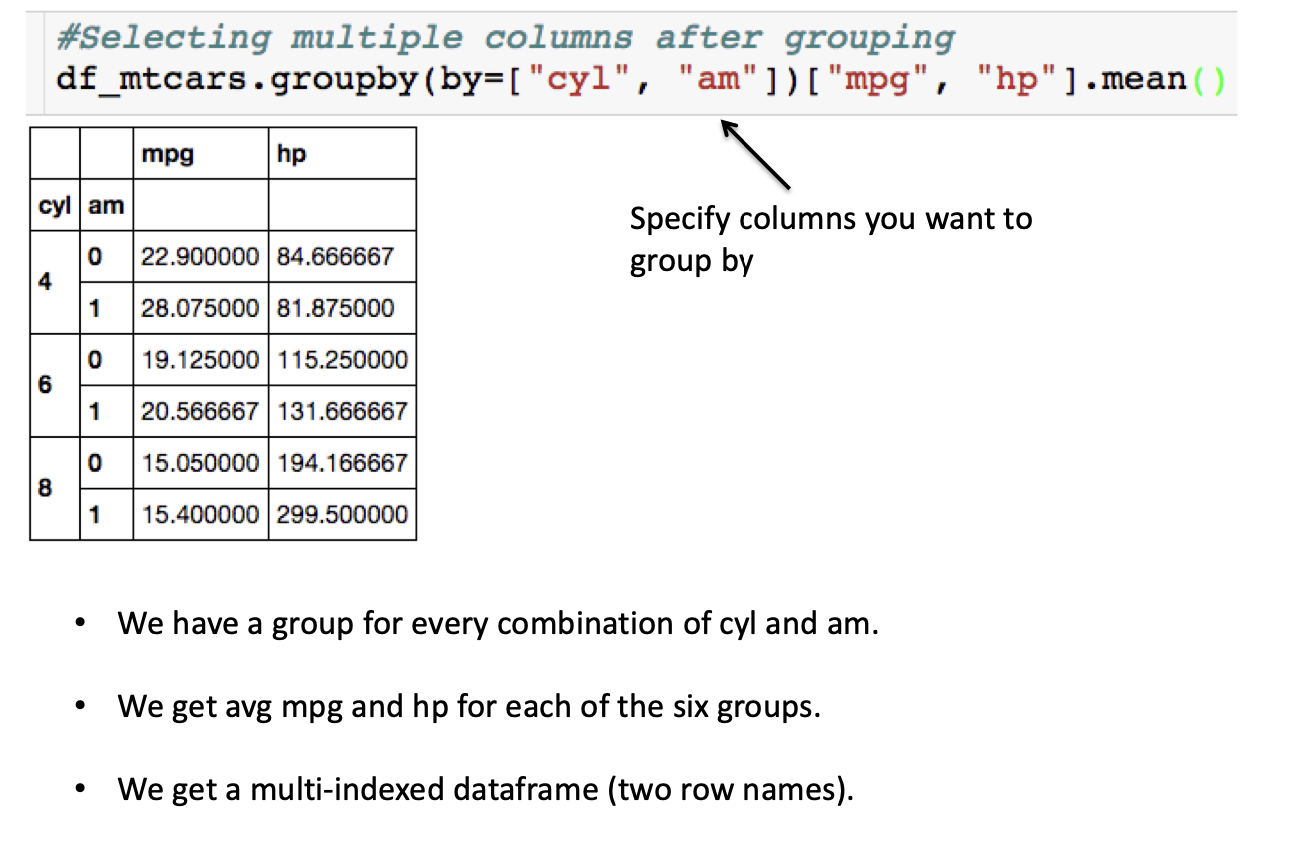 #Selecting multiple columns after grouping
df_mtcars.groupby(by=["cyl", "am"])["mpg", "hp"].mean()
mpg hp
cyl am
4 0 22.900000 84.666667
1 28.075000 81.875000
6 0 19.125000 115.250000
1 20.566667 131.666667
8 0 15.050000 194.166667
1 15.400000 299.500000
Specify columns you want to
group by
• We have a group for every combination of cyl and am.
• We get avg mpg and hp for each of the six groups.
• We get a multi-indexed dataframe (two row names).